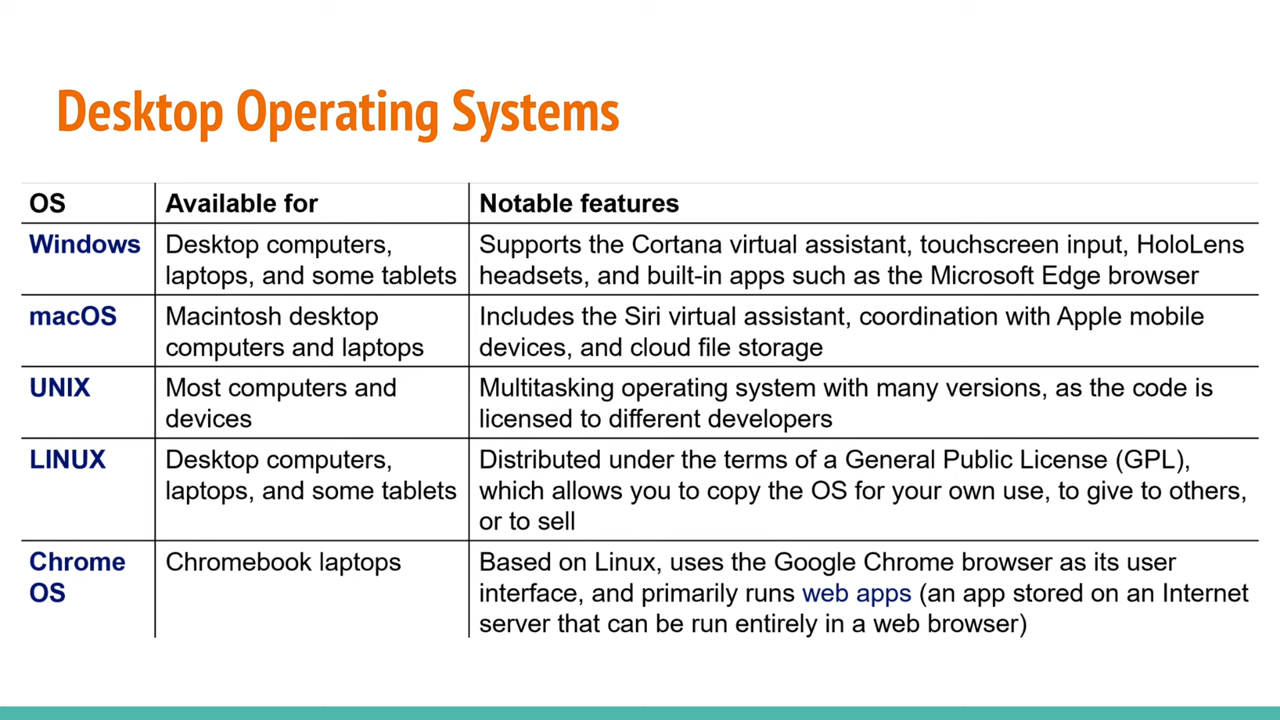 Desktop Operating Systems
OS Available for Notable features
Windows Desktop computers, Supports the Cortana virtual assistant, touchscreen input, HoloLens
laptops, and some tablets headsets, and built-in apps such as the Microsoft Edge browser
macOS Macintosh desktop Includes the Siri virtual assistant, coordination with Apple mobile
computers and laptops devices, and cloud file storage
UNIX Most computers and Multitasking operating system with many versions, as the code is
devices licensed to different developers
LINUX Desktop computers, Distributed under the terms of a General Public License (GPL),
laptops, and some tablets which allows you to copy the OS for your own use, to give to others,
or to sell
Chrome Chromebook laptops Based on Linux, uses the Google Chrome browser as its user
OS interface, and primarily runs web apps (an app stored on an Internet
server that can be run entirely in a web browser)